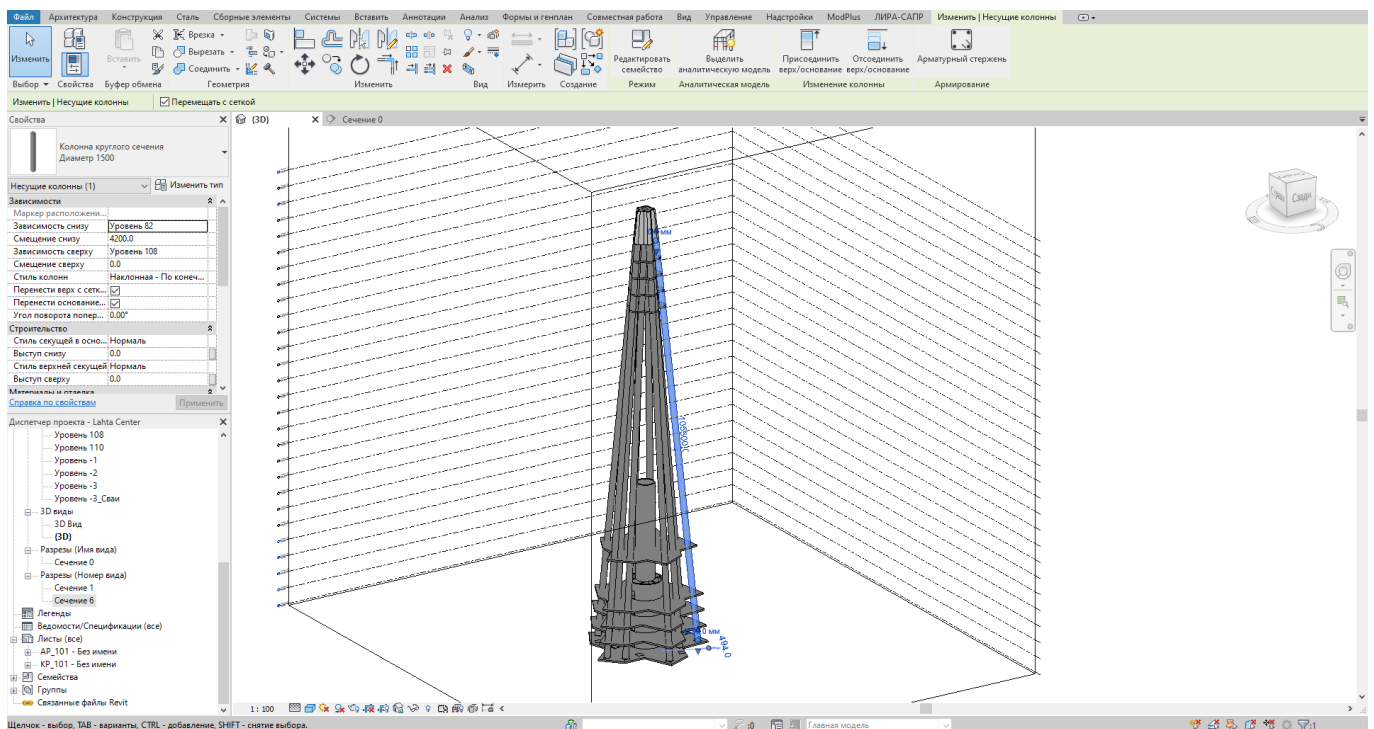 Файл Архитектура Конструкция Сталь Сборные элементы Системы Вставить Аннотации Анализ Формы и генплан Совместная работа Вид Управление Надстройки ModPlus ЛИРА-САПР Изменить | Несущие колонны
Врезка
Вырезать
Соединить
Изменить
Вставить
Редактировать семейство
Выделить аналитическую модель
Присоединить верх/основание
Отсоединить верх/основание
Арматурный стержень
Выбор Свойства Буфер обмена Геометрия Изменить Вид Измерить Создание Режим Аналитическая модель Изменение колонны Армирование
Изменить | Несущие колонны Перемещать с сеткой
Свойства
(3D) Сечение 0
Колонна круглого сечения
Диаметр 1500
Несущие колонны (1) Изменить тип
Зависимости
Маркер расположени...
Зависимость снизу Уровень 82
Смещение снизу 4200.0
Зависимость сверху Уровень 108
Смещение сверху 0.0
Стиль колонн Наклонная - По конеч...
Перенести верх с сетк...
Перенести основание...
Угол поворота попер... 0.00°
Строительство
Стиль секущей в осно... Нормаль
Выступ снизу 0.0
Стиль верхней секущей Нормаль
Выступ сверху 0.0
Материалы и отделка
Справка по свойствам Применить
Диспетчер проекта - Lahta Center
Уровень 108
Уровень 110
Уровень -1
Уровень -2
Уровень -3
Уровень -3_Сваи
3D виды
3D Вид
(3D)
Разрезы (Имя вида)
Сечение 0
Разрезы (Номер вида)
Сечение 1
Сечение 6
Легенды
Ведомости/Спецификации (все)
Листы (все)
АР_101 - Без имени
КР_101 - Без имени
Семейства
Группы
Связанные файлы Revit
Сзади
494.0
1 : 100
Щелчок - выбор, TAB - варианты, CTRL - добавление, SHIFT - снятие выбора.
:0
Главная модель
:1